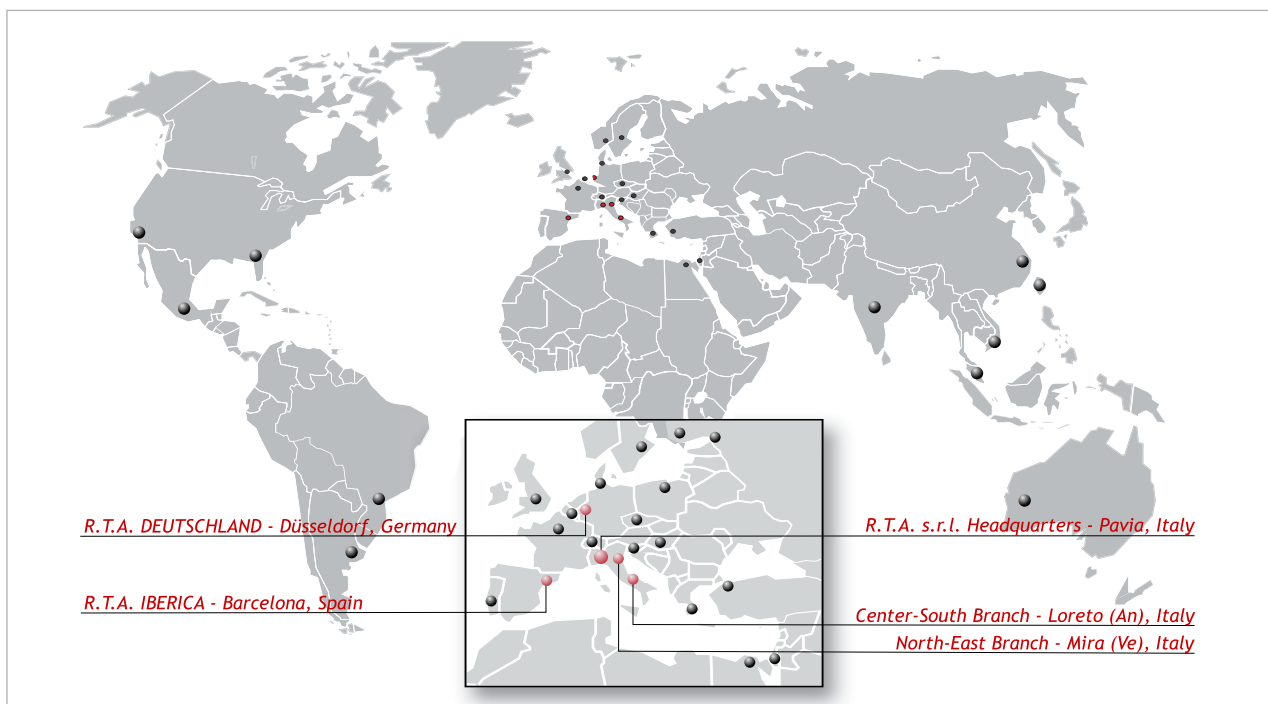 R.T.A. DEUTSCHLAND - Düsseldorf, Germany
R.T.A. s.r.l. Headquarters - Pavia, Italy
R.T.A. IBERICA - Barcelona, Spain
Center-South Branch - Loreto (An), Italy
North-East Branch - Mira (Ve), Italy